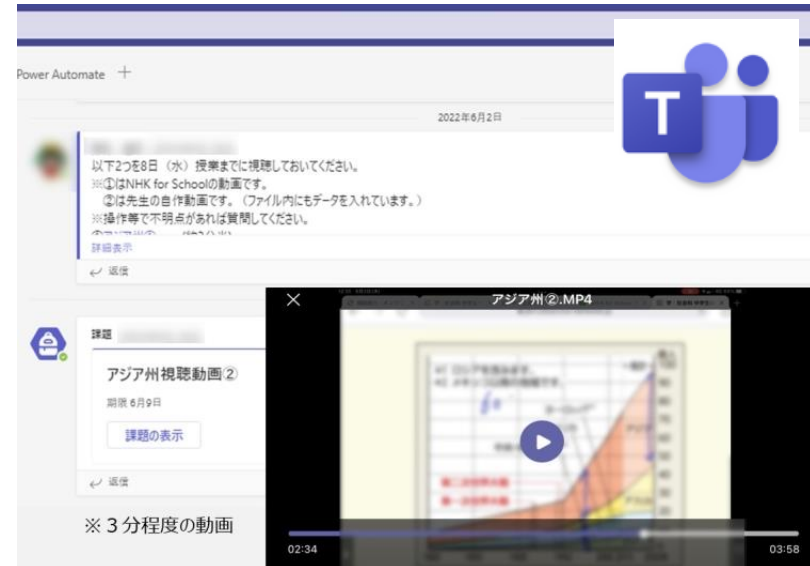 Power Automate +
2022年6月2日
T
以下2つを8日（水）授業までに視聴しておいてください。
※①はNHK for Schoolの動画です。
②は先生の自作動画です。（ファイル内にもデータを入れています。）
※操作等で不明点があれば質問してください。
詳細表示
返信
アジア州②.MP4
課題
アジア州視聴動画②
期限 6月9日
課題の表示
返信
※３分程度の動画
02:34
03:58